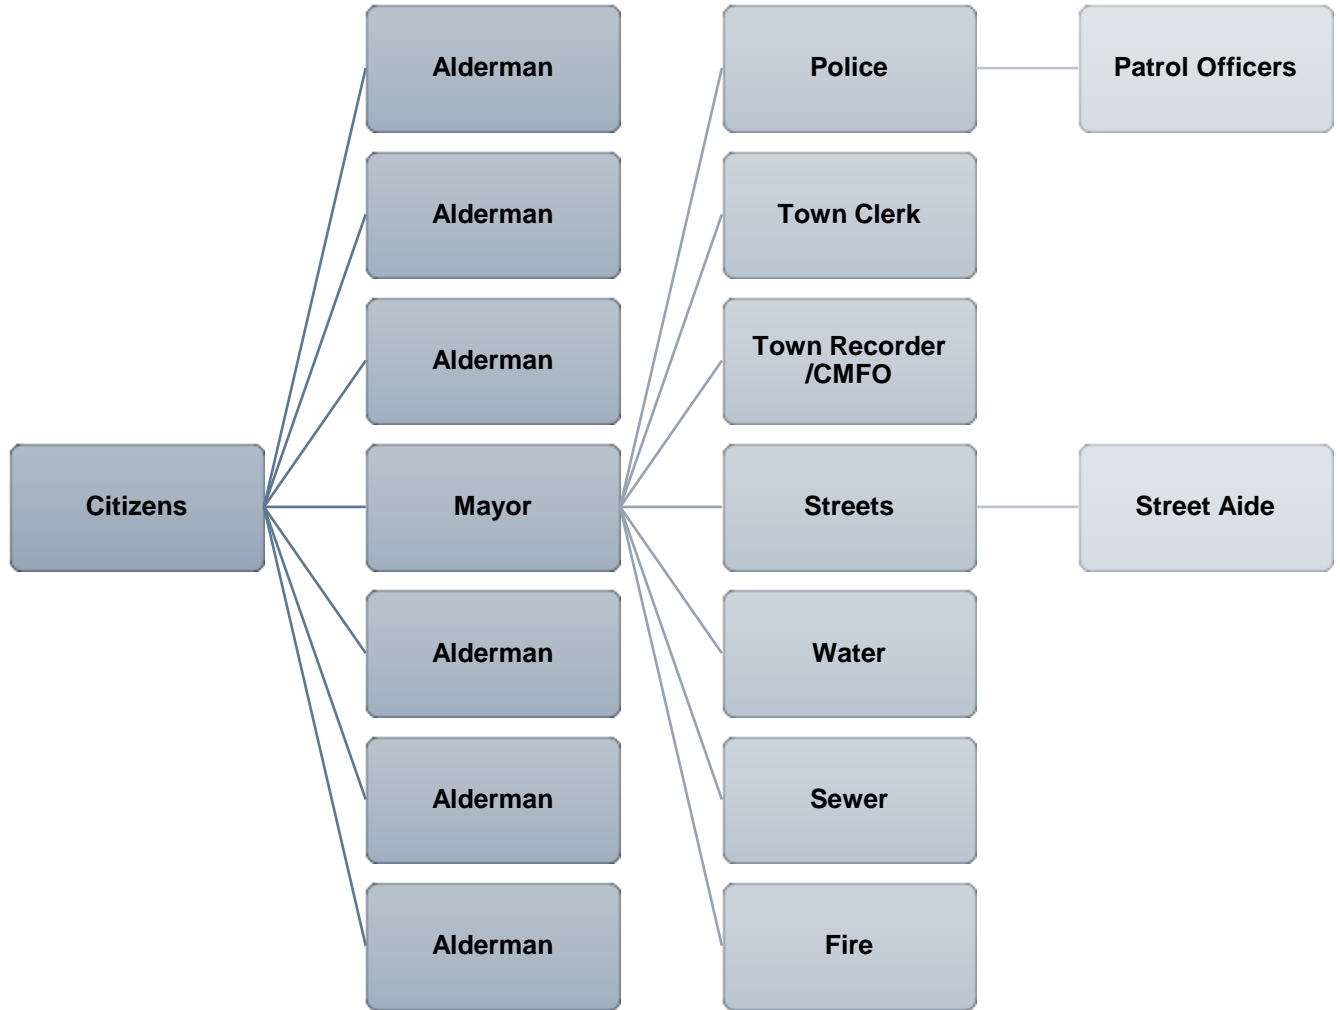 Alderman
Police
Patrol Officers
Alderman
Town Clerk
Alderman
Town Recorder
/CMFO
Citizens
Mayor
Streets
Street Aide
Alderman
Water
Alderman
Sewer
Alderman
Fire